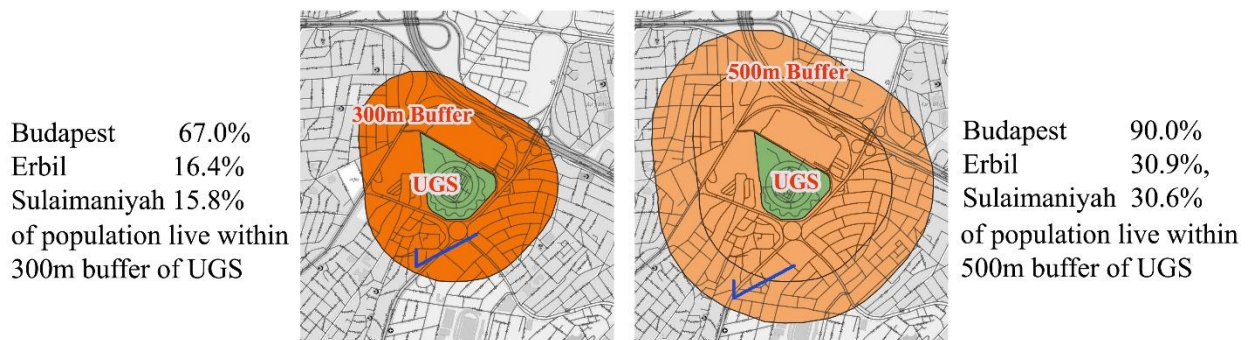 Budapest 67.0%
Erbil 16.4%
Sulaimaniyah 15.8%
of population live within
300m buffer of UGS
300m Buffer
UGS
500m Buffer
UGS
Budapest 90.0%
Erbil 30.9%,
Sulaimaniyah 30.6%
of population live within
500m buffer of UGS